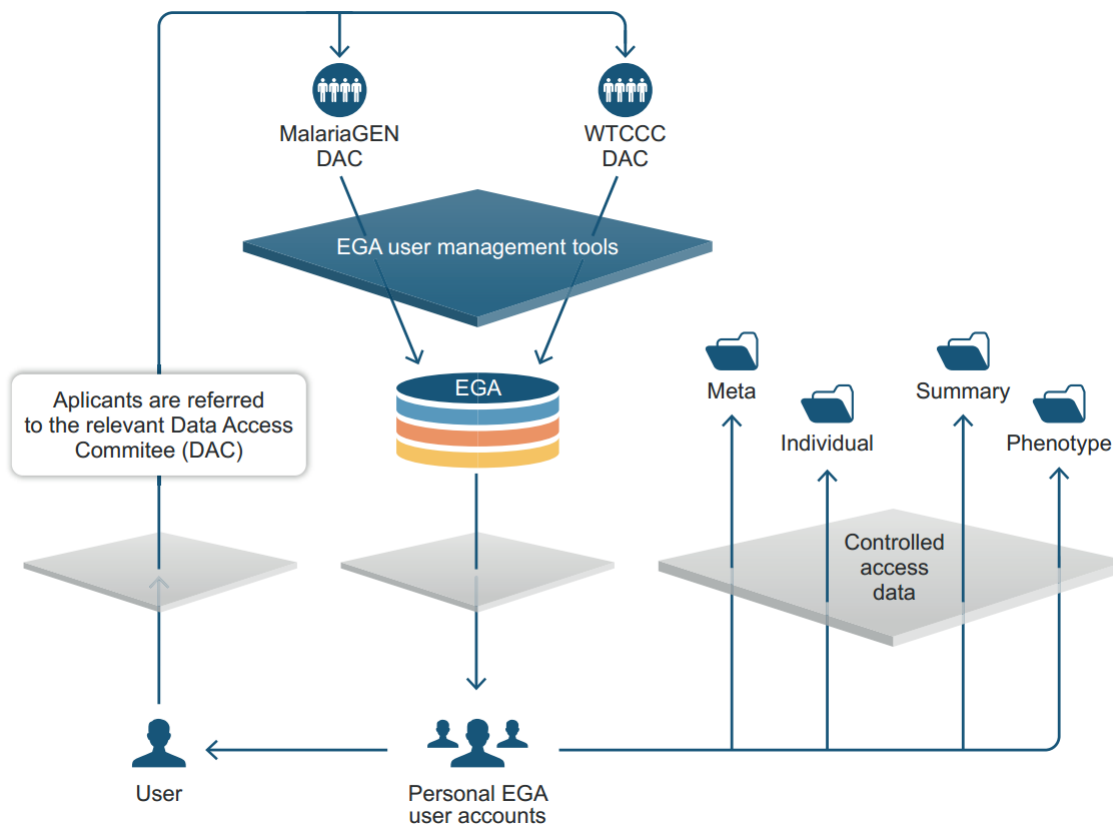 MalariaGEN
DAC
WTCCC
DAC
EGA user management tools
EGA
Aplicants are referred
to the relevant Data Access
Commitee (DAC)
Meta
Individual
Summary
Phenotype
Controlled
access
data
User
Personal EGA
user accounts